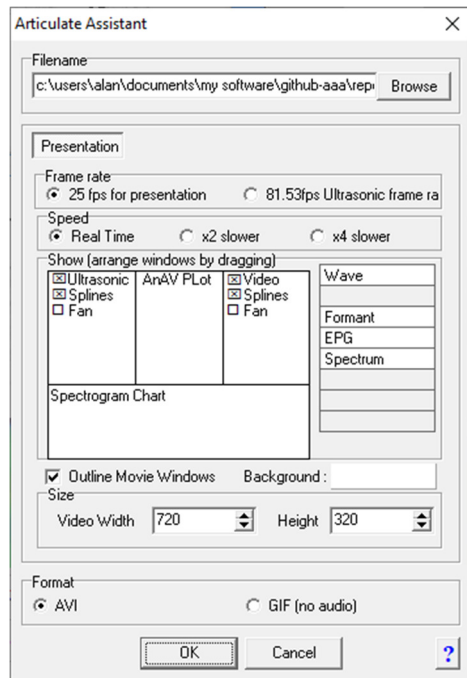 Articulate Assistant
Filename
c:\users\alan\documents\my software\github-aaa\rep
Browse
Presentation
Frame rate
25 fps for presentation
81.53fps Ultrasonic frame ra
Speed
Real Time
x2 slower
x4 slower
Show (arrange windows by dragging)
Ultrasonic
Splines
Fan
AnAV PLot
Video
Splines
Fan
Wave
Formant
EPG
Spectrum
Spectrogram Chart
Outline Movie Windows
Background :
Size
Video Width
720
Height
320
Format
AVI
GIF (no audio)
OK
Cancel
?